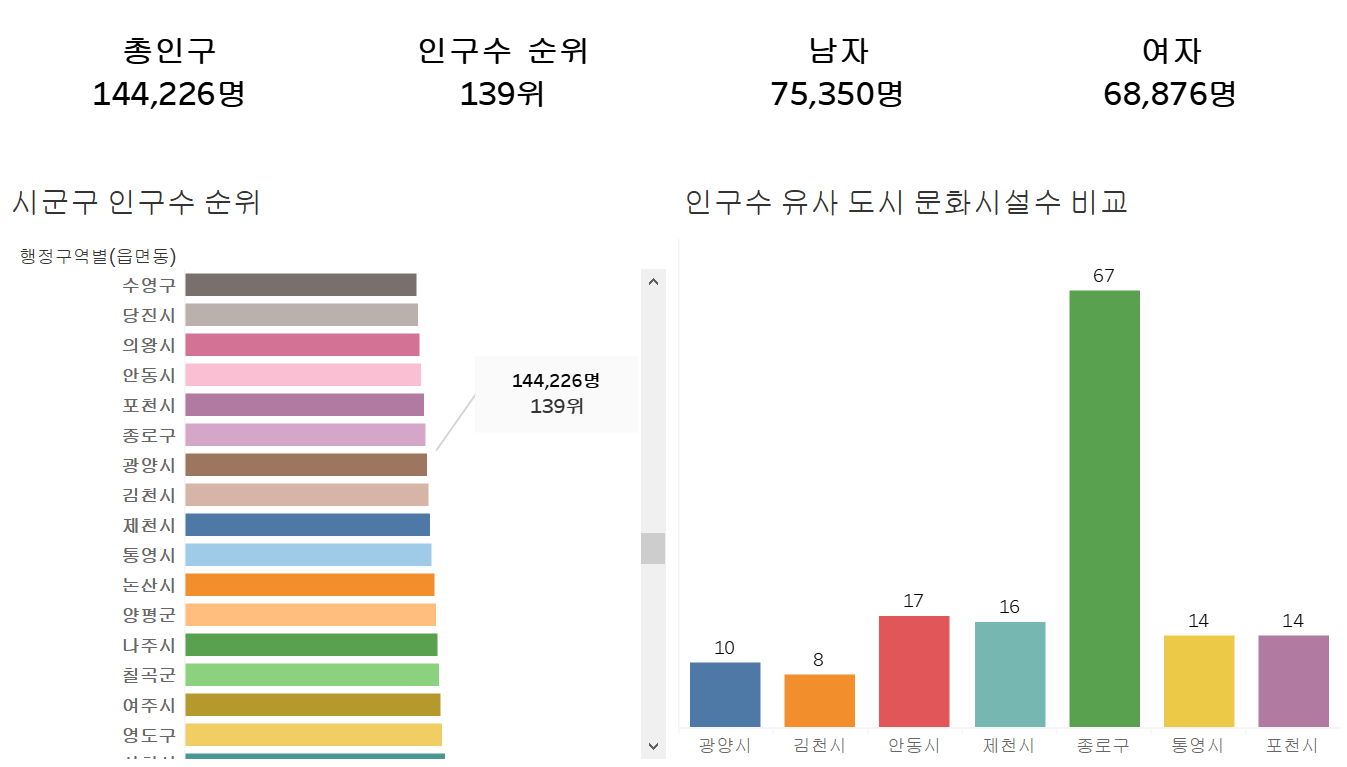 총인구
144,226명
인구수 순위
139위
남자
75,350명
여자
68,876명
시군구 인구수 순위
행정구역별(읍면동)
수영구
당진시
의왕시
안동시
포천시
종로구
광양시
김천시
제천시
통영시
논산시
양평군
나주시
칠곡군
여주시
영도구
144,226명
139위
인구수 유사 도시 문화시설수 비교
10
8
17
16
67
14
14
광양시
김천시
안동시
제천시
종로구
통영시
포천시